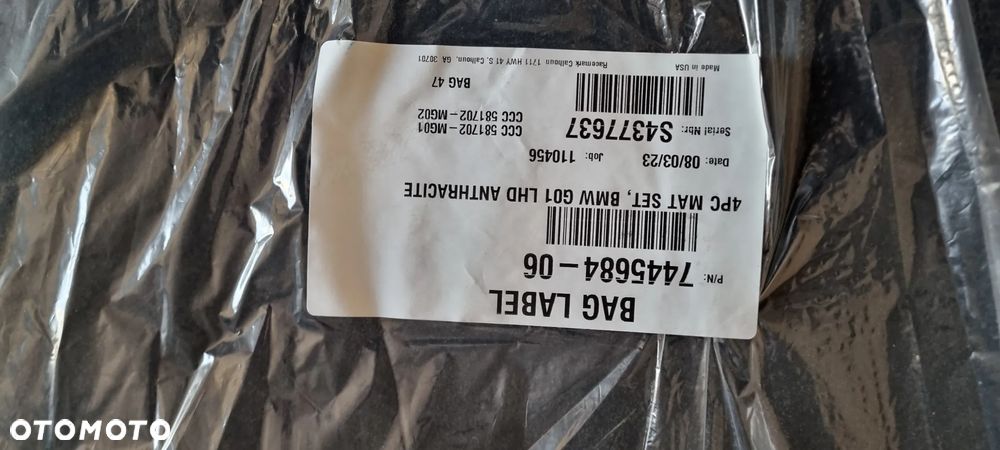 BAG LABEL
P/N: 7445684-06
4PC MAT SET, BMW G01 LHD ANTHRACITE
Date: 08/03/23 Job: 110456
Serial Nbr: S4377637
CCC 581702-MG01
CCC 581702-MG02
BAG 47
Made in USA Racemark Calhoun 1711 HWY 41 S, Calhoun, GA 30701
OTOMOTO